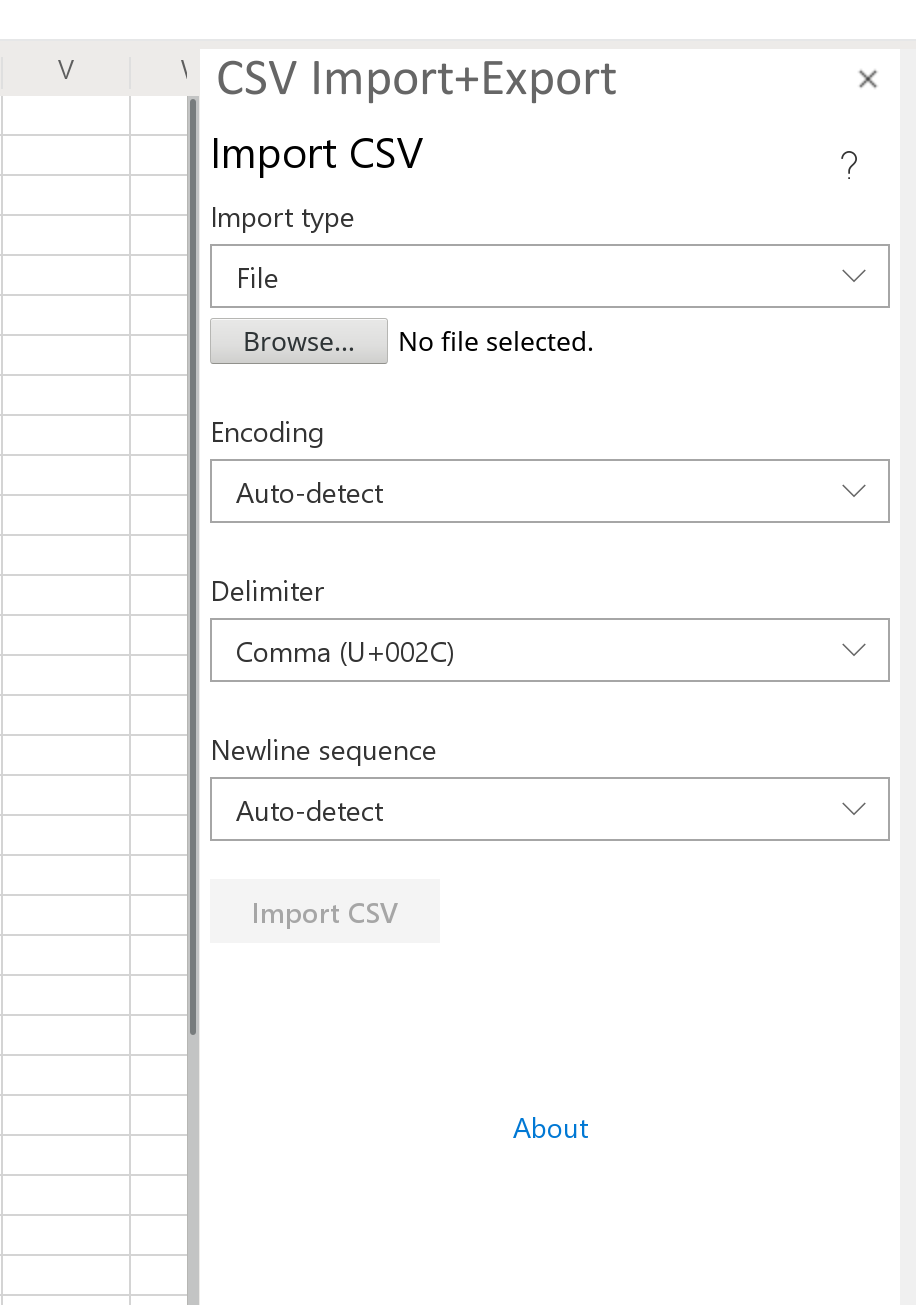 V
CSV Import+Export
Import CSV
?
Import type
File
Browse... No file selected.
Encoding
Auto-detect
Delimiter
Comma (U+002C)
Newline sequence
Auto-detect
Import CSV
About